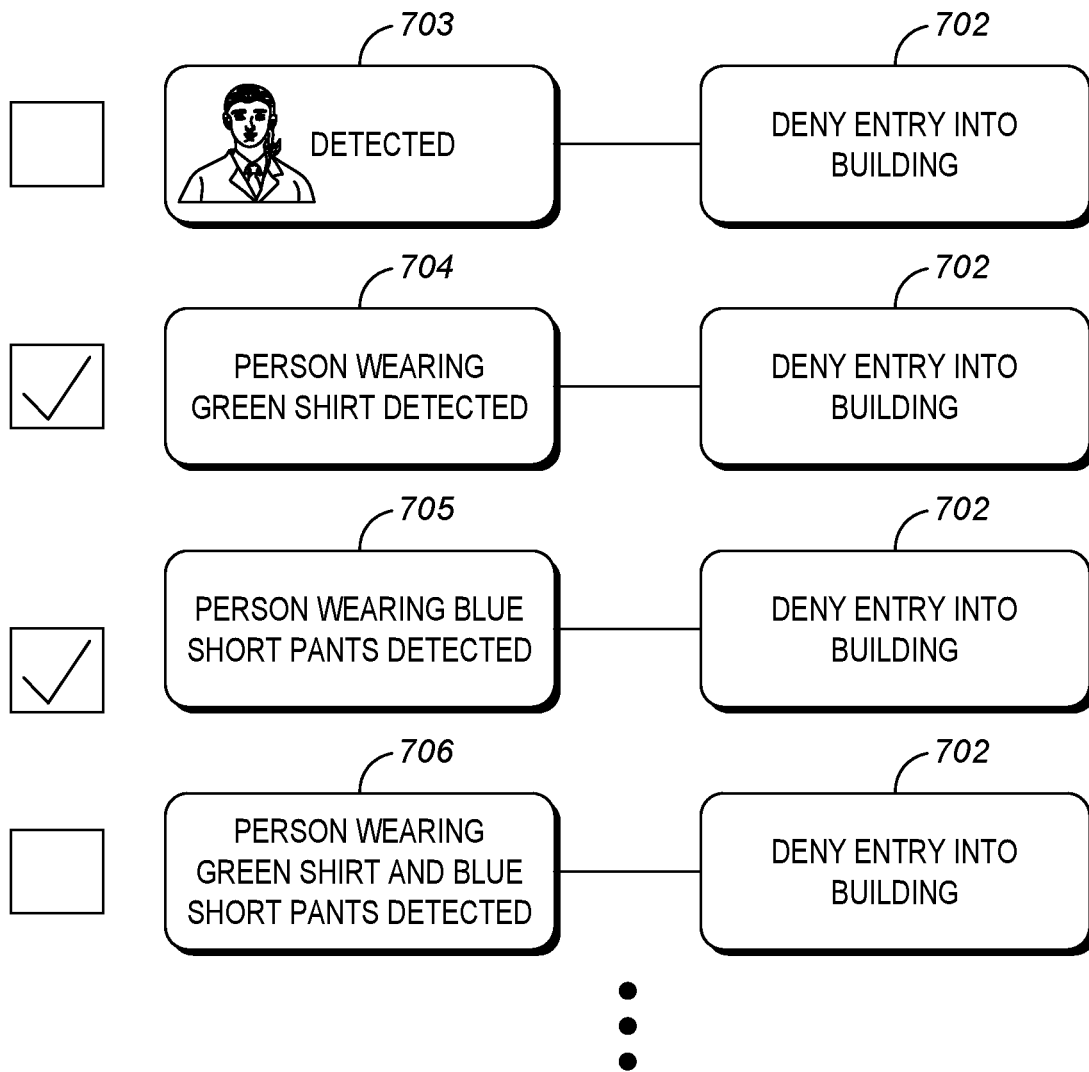 703
702
DETECTED
DENY ENTRY INTO
BUILDING
704
702
PERSON WEARING
GREEN SHIRT DETECTED
DENY ENTRY INTO
BUILDING
705
702
PERSON WEARING BLUE
SHORT PANTS DETECTED
DENY ENTRY INTO
BUILDING
706
702
PERSON WEARING
GREEN SHIRT AND BLUE
SHORT PANTS DETECTED
DENY ENTRY INTO
BUILDING